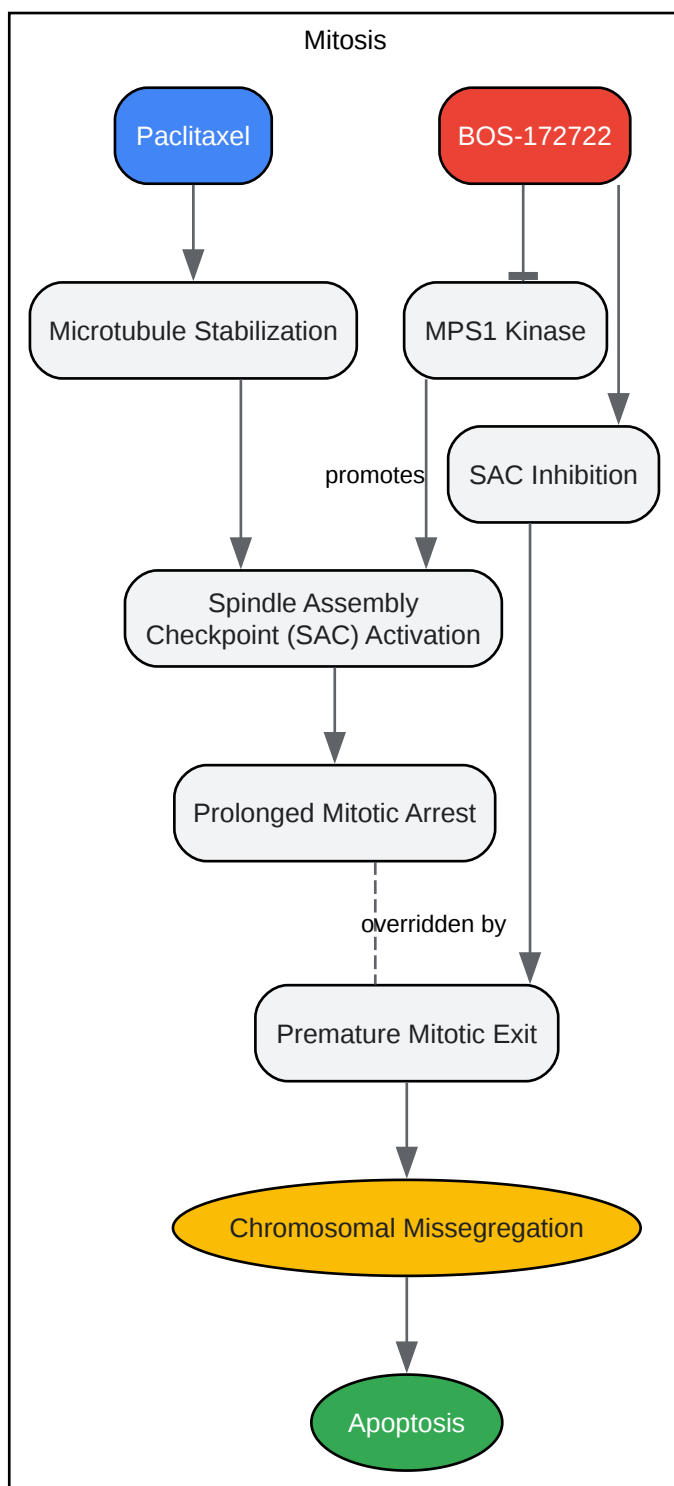 Mitosis
Paclitaxel
BOS-172722
Microtubule Stabilization
MPS1 Kinase
promotes
SAC Inhibition
Spindle Assembly
Checkpoint (SAC) Activation
Prolonged Mitotic Arrest
overridden by
Premature Mitotic Exit
Chromosomal Missegregation
Apoptosis